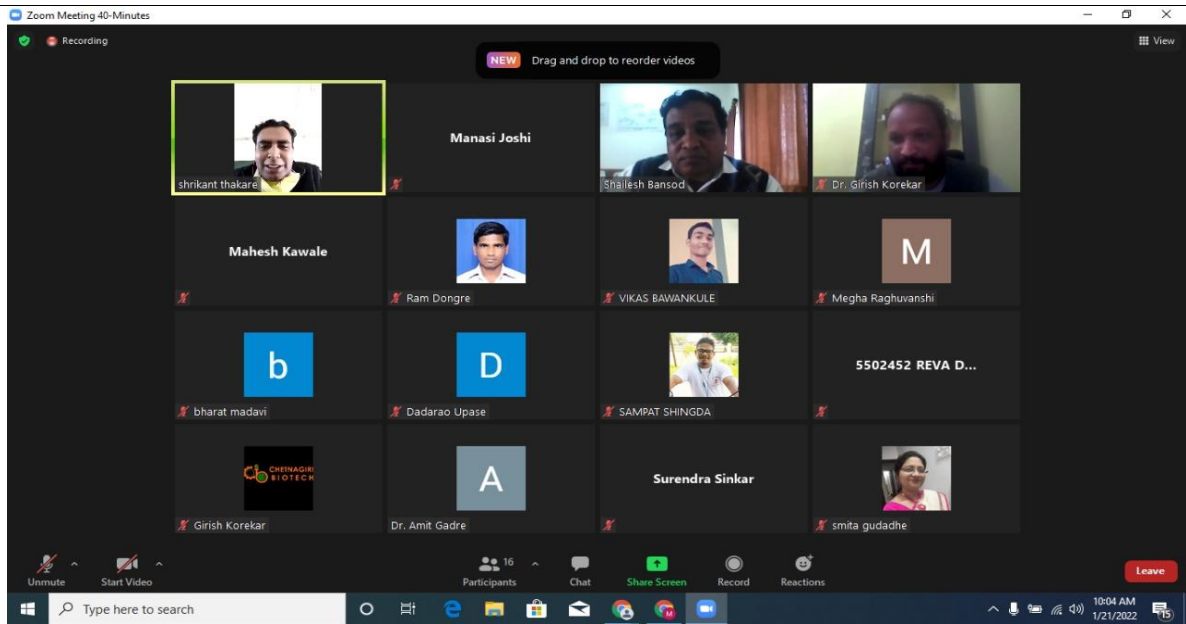 Zoom Meeting 40-Minutes
Recording
View
NEW Drag and drop to reorder videos
shrikant thakare
Manasi Joshi
Shailesh Bansod
Dr. Girish Korekar
Mahesh Kawale
Ram Dongre
VIKAS BAWANKULE
M
Megha Raghuvanshi
b
bharat madavi
D
Dadarao Upase
SAMPAT SHINGDA
5502452 REVA D...
CHETNAGIRI
BIOTECH
Girish Korekar
A
Dr. Amit Gadre
Surendra Sinkar
smita gudadhe
Unmute
Start Video
16
Participants
Chat
Share Screen
Record
Reactions
Leave
Type here to search
10:04 AM
1/21/2022
15